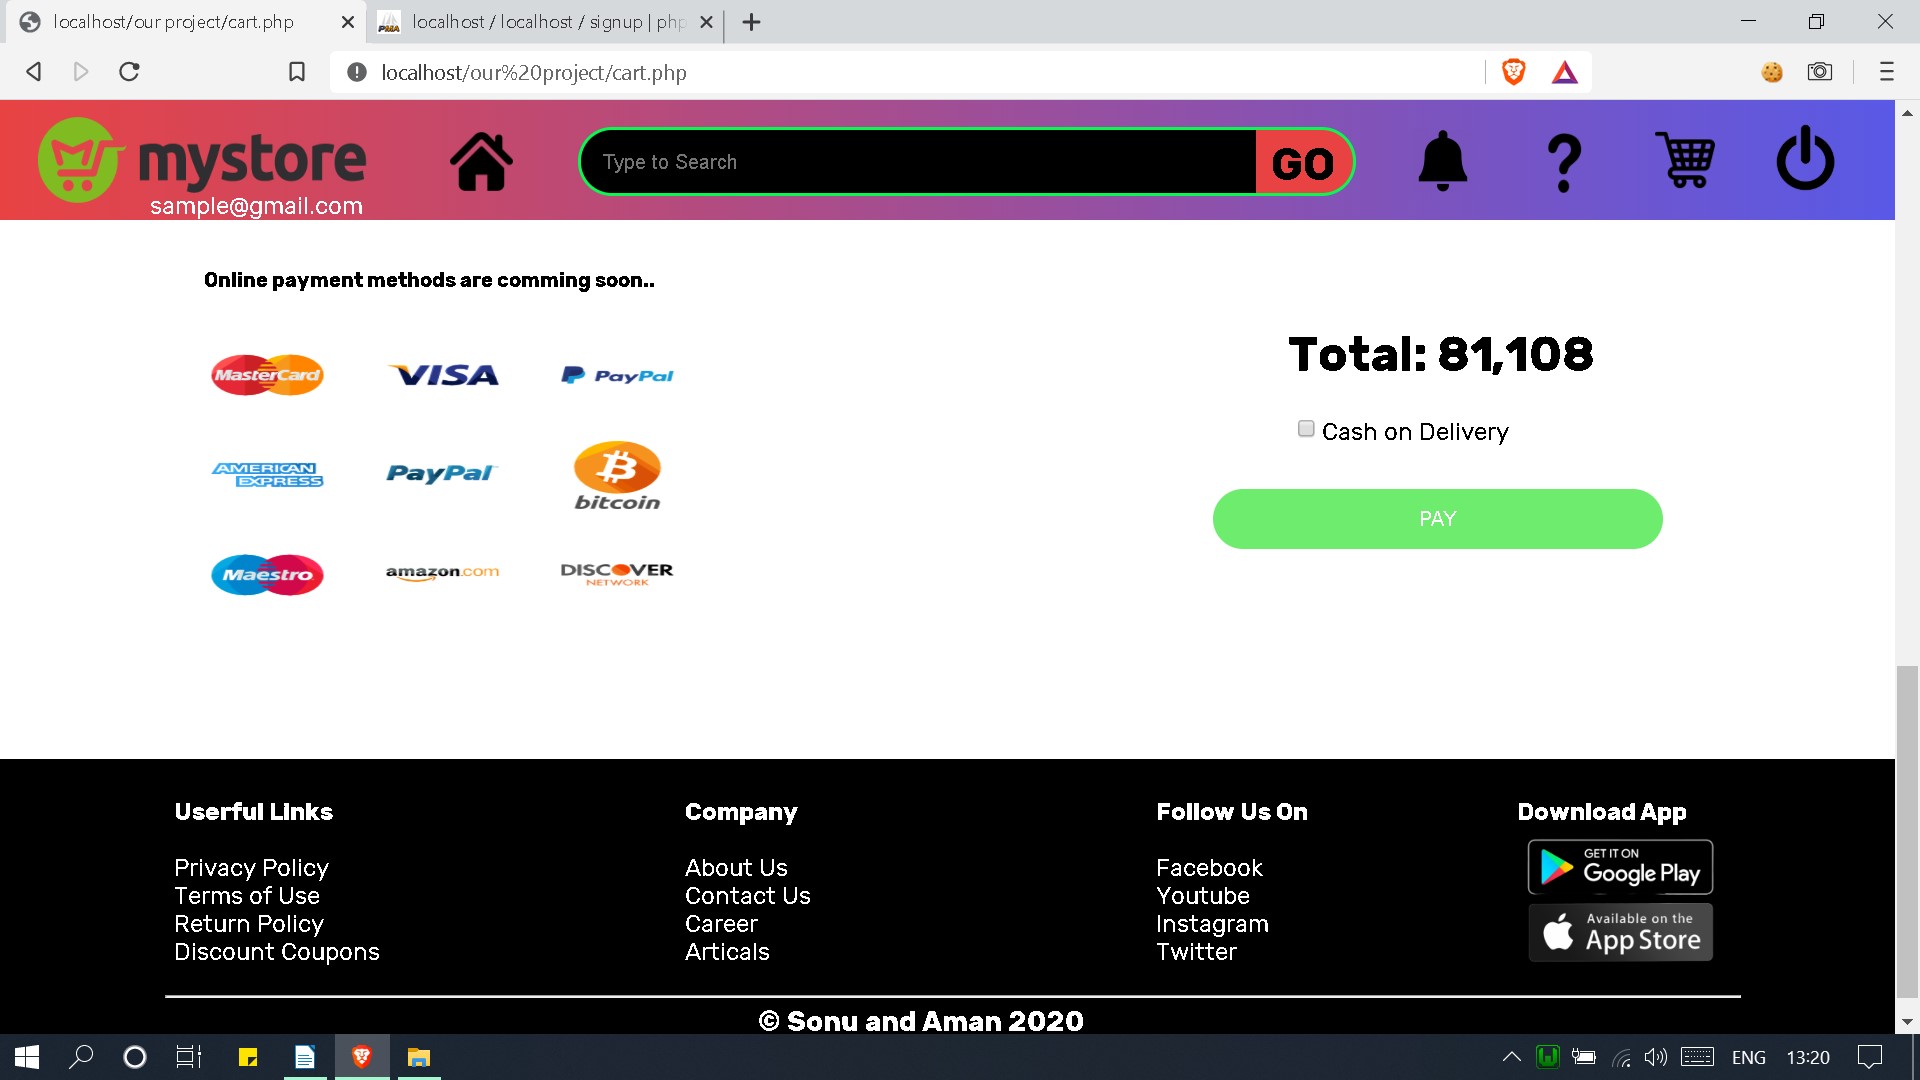 localhost/our project/cart.php
localhost / localhost / signup | php
localhost/our%20project/cart.php
mystore
sample@gmail.com
Type to Search
GO
Online payment methods are comming soon..
MasterCard
VISA
PayPal
AMERICAN EXPRESS
PayPal
bitcoin
Maestro
amazon.com
DISCOVER NETWORK
Total: 81,108
Cash on Delivery
PAY
Userful Links
Privacy Policy
Terms of Use
Return Policy
Discount Coupons
Company
About Us
Contact Us
Career
Articals
Follow Us On
Facebook
Youtube
Instagram
Twitter
Download App
GET IT ON
Google Play
Available on the
App Store
© Sonu and Aman 2020
ENG
13:20